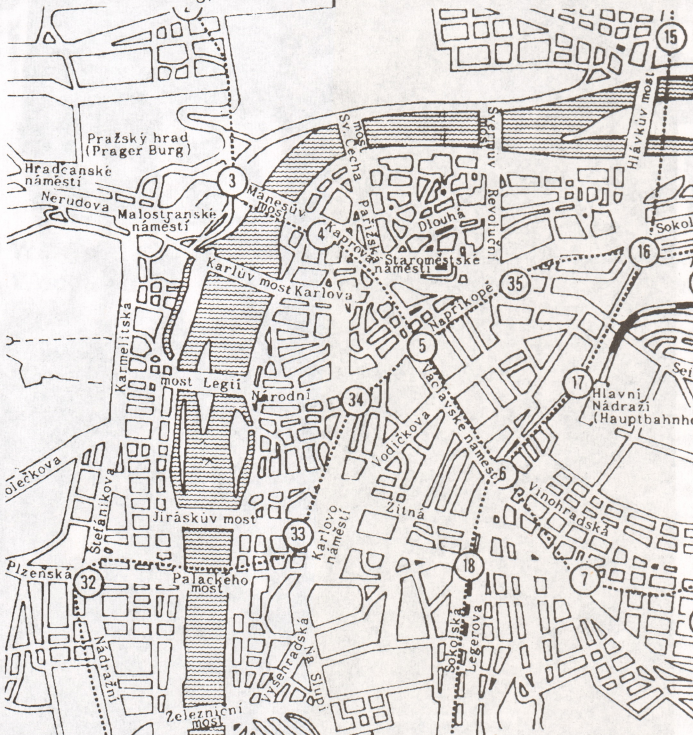 2
15
Sv. Čecha
most
Švermův
most
Hlávkův most
Pražský hrad
(Prager Burg)
Hradčanské
náměstí
3
Nerudova
Malostranské
náměstí
Mánesův
most
4
Kaprova
Pařížská
Dlouhá
Revoluční
Staroměstské
náměstí
16
Sokol
Karlův most
Karlova
35
Na příkopě
5
Karmelitská
most Legií
Národní
34
17
Hlavní
Nádraží
(Hauptbahnho
Václavské náměstí
Vodičkova
6
olečkova
Štefánikova
Jiráskův most
33
Karlovo
náměstí
Žitná
Vinohradská
Plzeňská
32
Palackého
most
18
7
Nádražní
Vyšehradská
Na Slupi
Sokolská
Legerova
Železniční
most